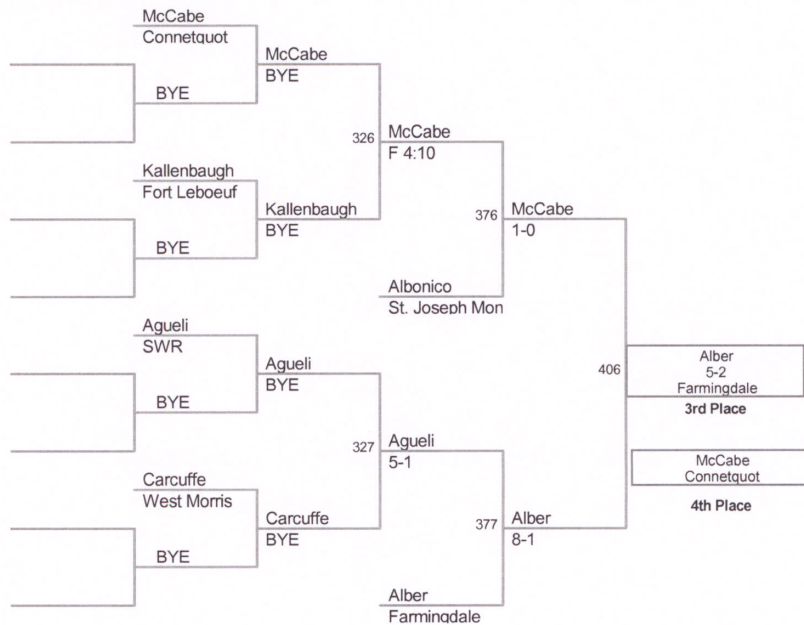 McCabe
Connetquot
McCabe
BYE
BYE
326
McCabe
F 4:10
Kallenbaugh
Fort Leboeuf
Kallenbaugh
BYE
BYE
376
McCabe
1-0
Albonico
St. Joseph Mon
Agueli
SWR
Agueli
BYE
BYE
406
Alber
5-2
Farmingdale
3rd Place
327
Agueli
5-1
McCabe
Connetquot
4th Place
Carcuffe
West Morris
Carcuffe
BYE
BYE
377
Alber
8-1
Alber
Farmingdale